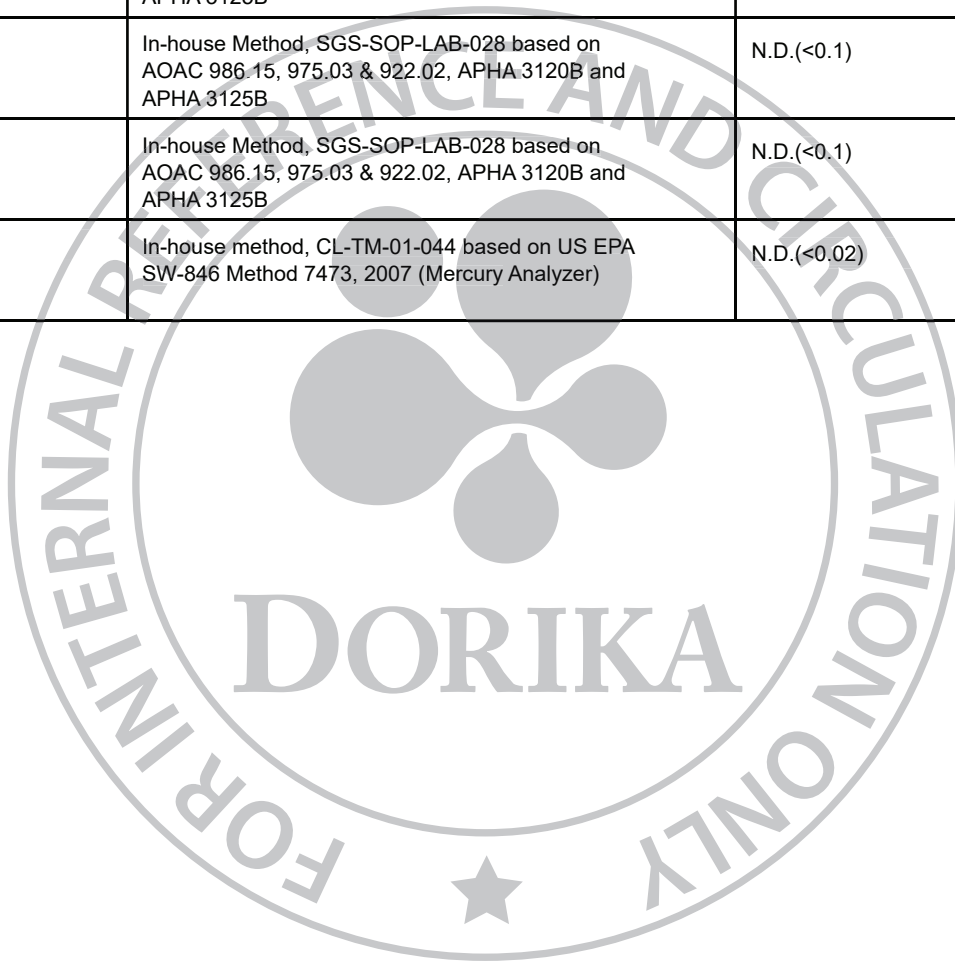 APHA 3125B
In-house Method, SGS-SOP-LAB-028 based on
AOAC 986.15, 975.03 & 922.02, APHA 3120B and
APHA 3125B
N.D.(<0.1)
In-house Method, SGS-SOP-LAB-028 based on
AOAC 986.15, 975.03 & 922.02, APHA 3120B and
APHA 3125B
N.D.(<0.1)
In-house method, CL-TM-01-044 based on US EPA
SW-846 Method 7473, 2007 (Mercury Analyzer)
N.D.(<0.02)
FOR INTERNAL REFERENCE AND CIRCULATION ONLY
DORIKA